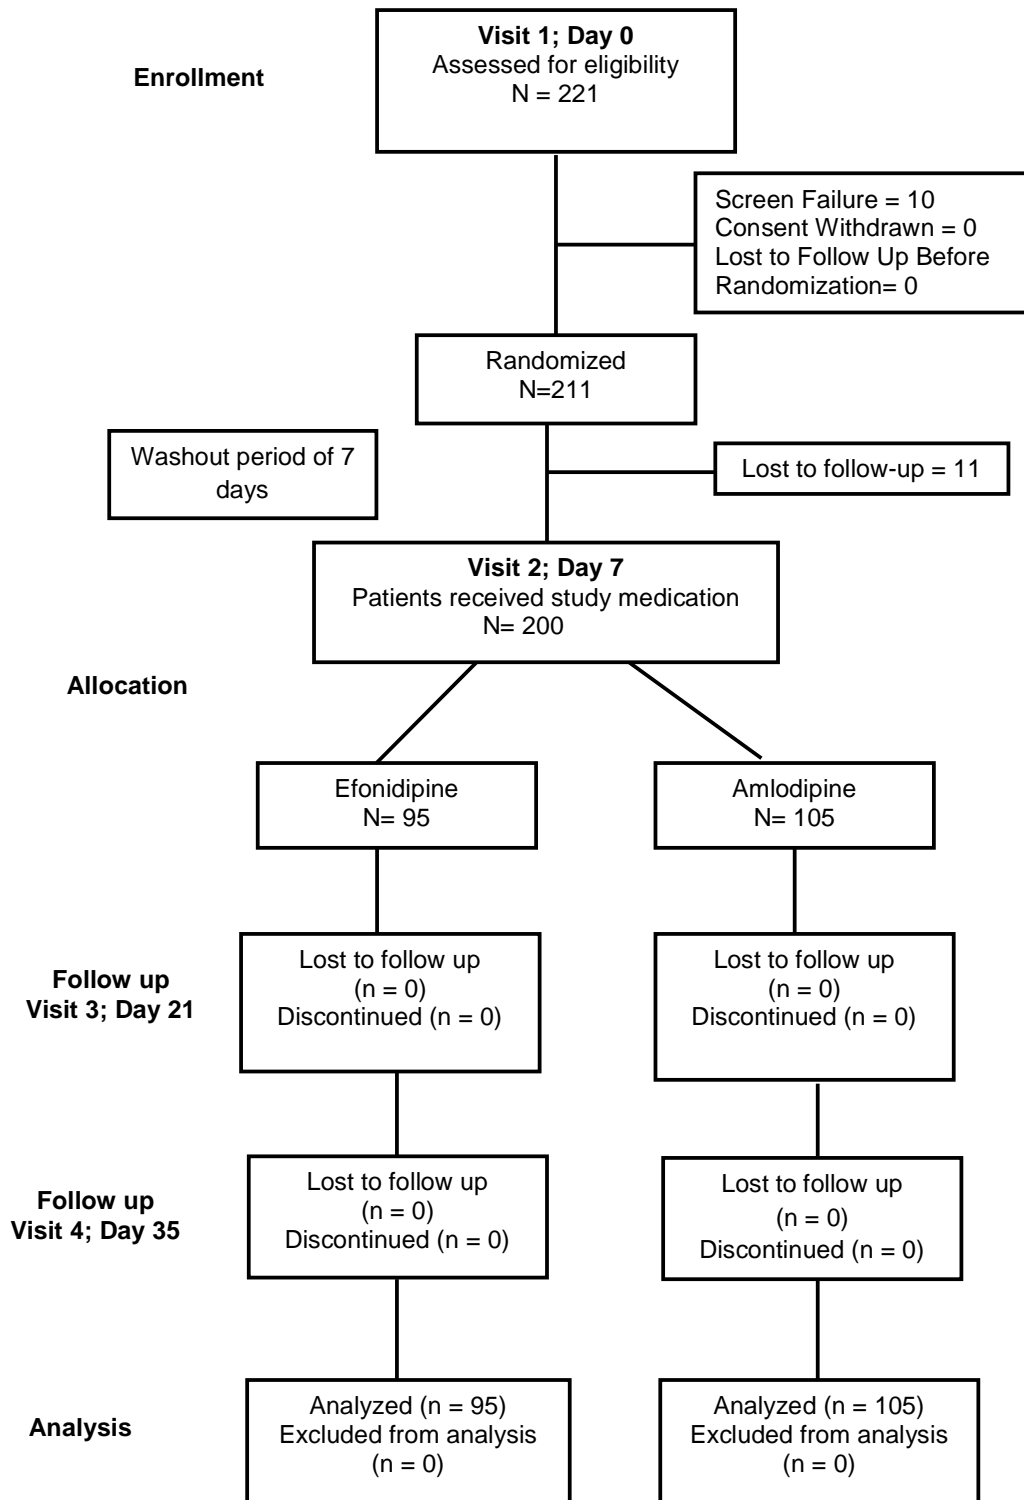 Visit 1; Day 0
Assessed for eligibility
N = 221
Enrollment
Screen Failure = 10
Consent Withdrawn = 0
Lost to Follow Up Before
Randomization= 0
Randomized
N=211
Washout period of 7
days
Lost to follow-up = 11
Visit 2; Day 7
Patients received study medication
N= 200
Allocation
Efonidipine
N= 95
Amlodipine
N= 105
Follow up
Visit 3; Day 21
Lost to follow up
(n = 0)
Discontinued (n = 0)
Lost to follow up
(n = 0)
Discontinued (n = 0)
Follow up
Visit 4; Day 35
Lost to follow up
(n = 0)
Discontinued (n = 0)
Lost to follow up
(n = 0)
Discontinued (n = 0)
Analysis
Analyzed (n = 95)
Excluded from analysis
(n = 0)
Analyzed (n = 105)
Excluded from analysis
(n = 0)